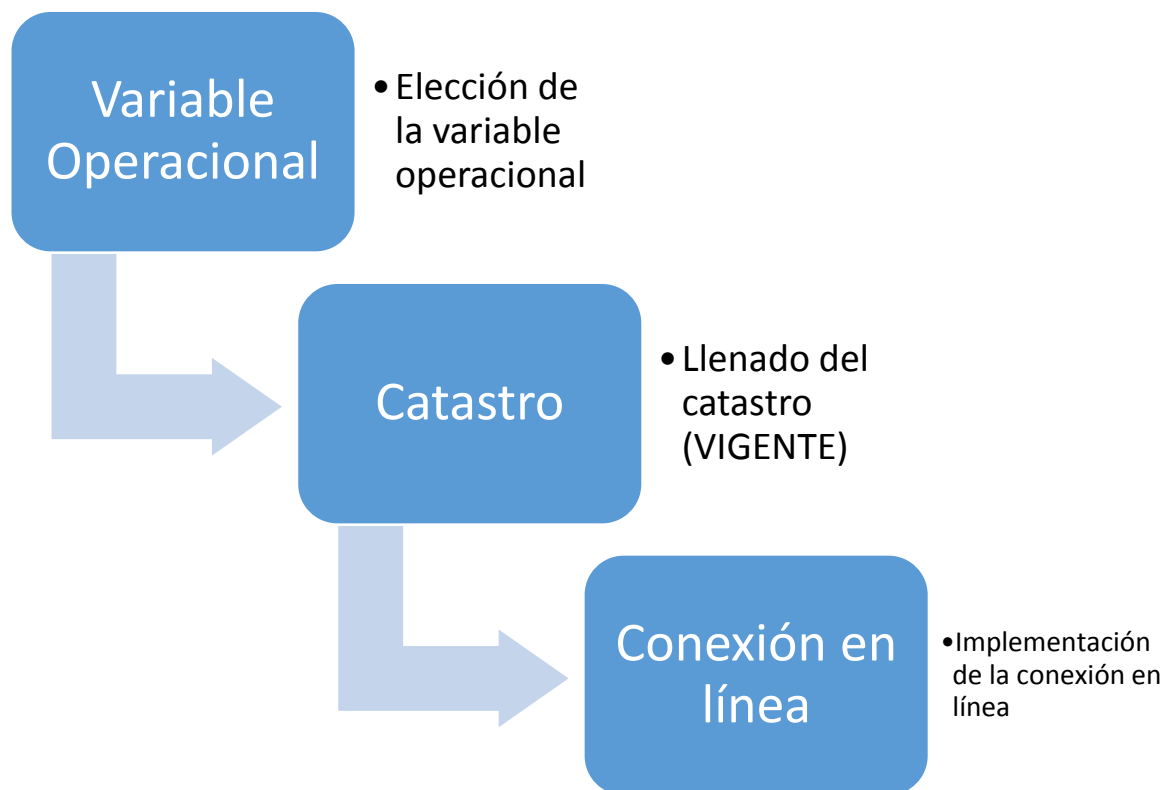 Variable
Operacional
•Elección de
la variable
operacional
Catastro
•Llenado del
catastro
(VIGENTE)
Conexión en
línea
•Implementación
de la conexión en
línea